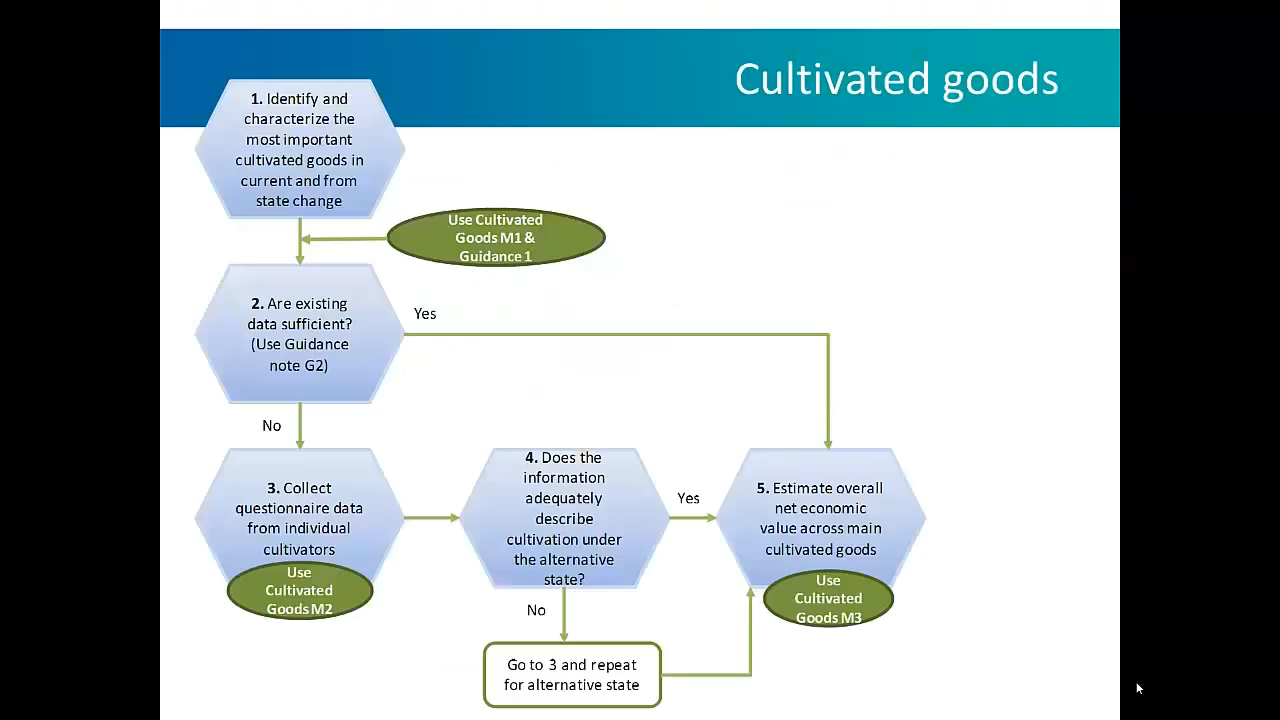 Cultivated goods
1. Identify and
characterize the
most important
cultivated goods in
current and from
state change
Use Cultivated
Goods M1 &
Guidance 1
2. Are existing
data sufficient?
(Use Guidance
note G2)
Yes
No
3. Collect
questionnaire data
from individual
cultivators
Use
Cultivated
Goods M2
4. Does the
information
adequately
describe
cultivation under
the alternative
state?
Yes
No
Go to 3 and repeat
for alternative state
5. Estimate overall
net economic
value across main
cultivated goods
Use
Cultivated
Goods M3